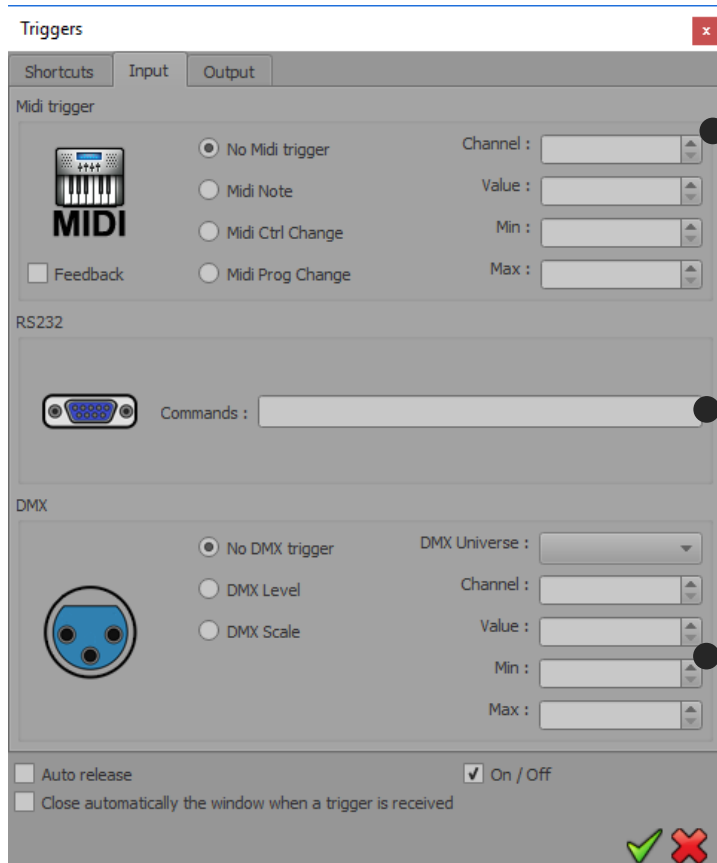 Triggers
x
Shortcuts Input Output
Midi trigger
No Midi trigger Channel :
Midi Note Value :
MIDI
Midi Ctrl Change Min :
Feedback Midi Prog Change Max :
RS232
Commands :
DMX
No DMX trigger DMX Universe :
DMX Level Channel :
DMX Scale Value :
Min :
Max :
Auto release On / Off
Close automatically the window when a trigger is received